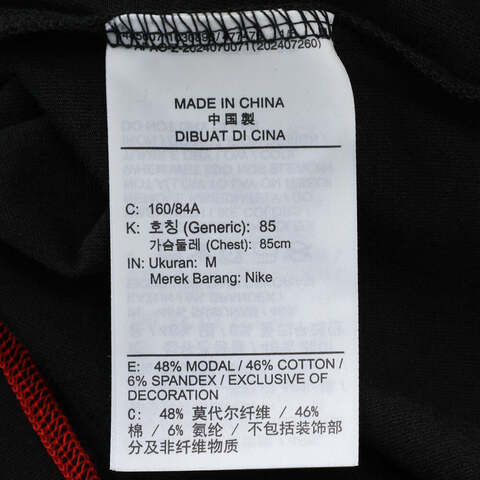 APAO-Z-2024070071 (202407260)
MADE IN CHINA
中国製
DIBUAT DI CINA
C: 160/84A
K: 호칭 (Generic): 85
가슴둘레 (Chest): 85cm
IN: Ukuran: M
Merek Barang: Nike
E: 48% MODAL / 46% COTTON /
6% SPANDEX / EXCLUSIVE OF
DECORATION
C: 48% 莫代尔纤维 / 46%
棉 / 6% 氨纶 / 不包括装饰部
分及非纤维物质